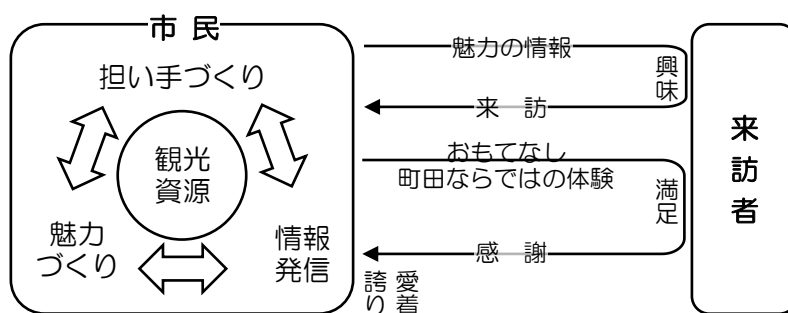 市民
担い手づくり
観光
資源
魅力
づくり
情報
発信
魅力の情報
興味
来訪
おもてなし
町田ならではの体験
満足
感謝
愛着
誇り
来訪者